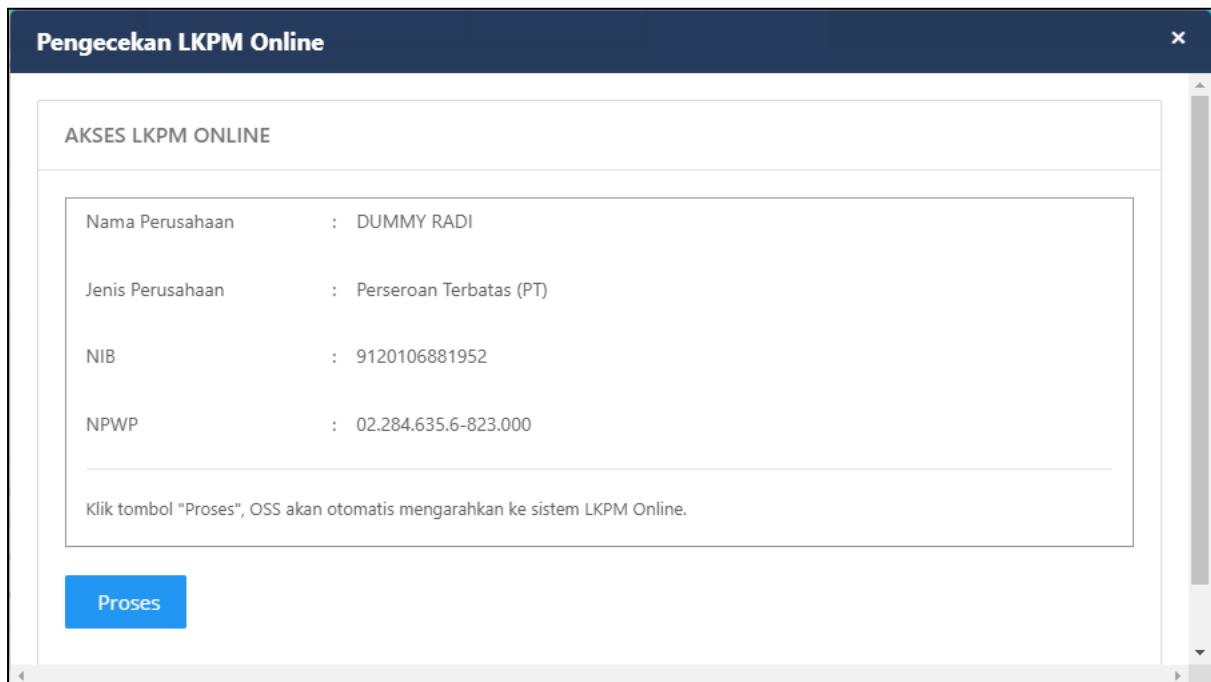 Pengecekan LKPM Online ×
AKSES LKPM ONLINE
Nama Perusahaan : DUMMY RADI
Jenis Perusahaan : Perseroan Terbatas (PT)
NIB : 9120106881952
NPWP : 02.284.635.6-823.000
Klik tombol "Proses", OSS akan otomatis mengarahkan ke sistem LKPM Online.
Proses